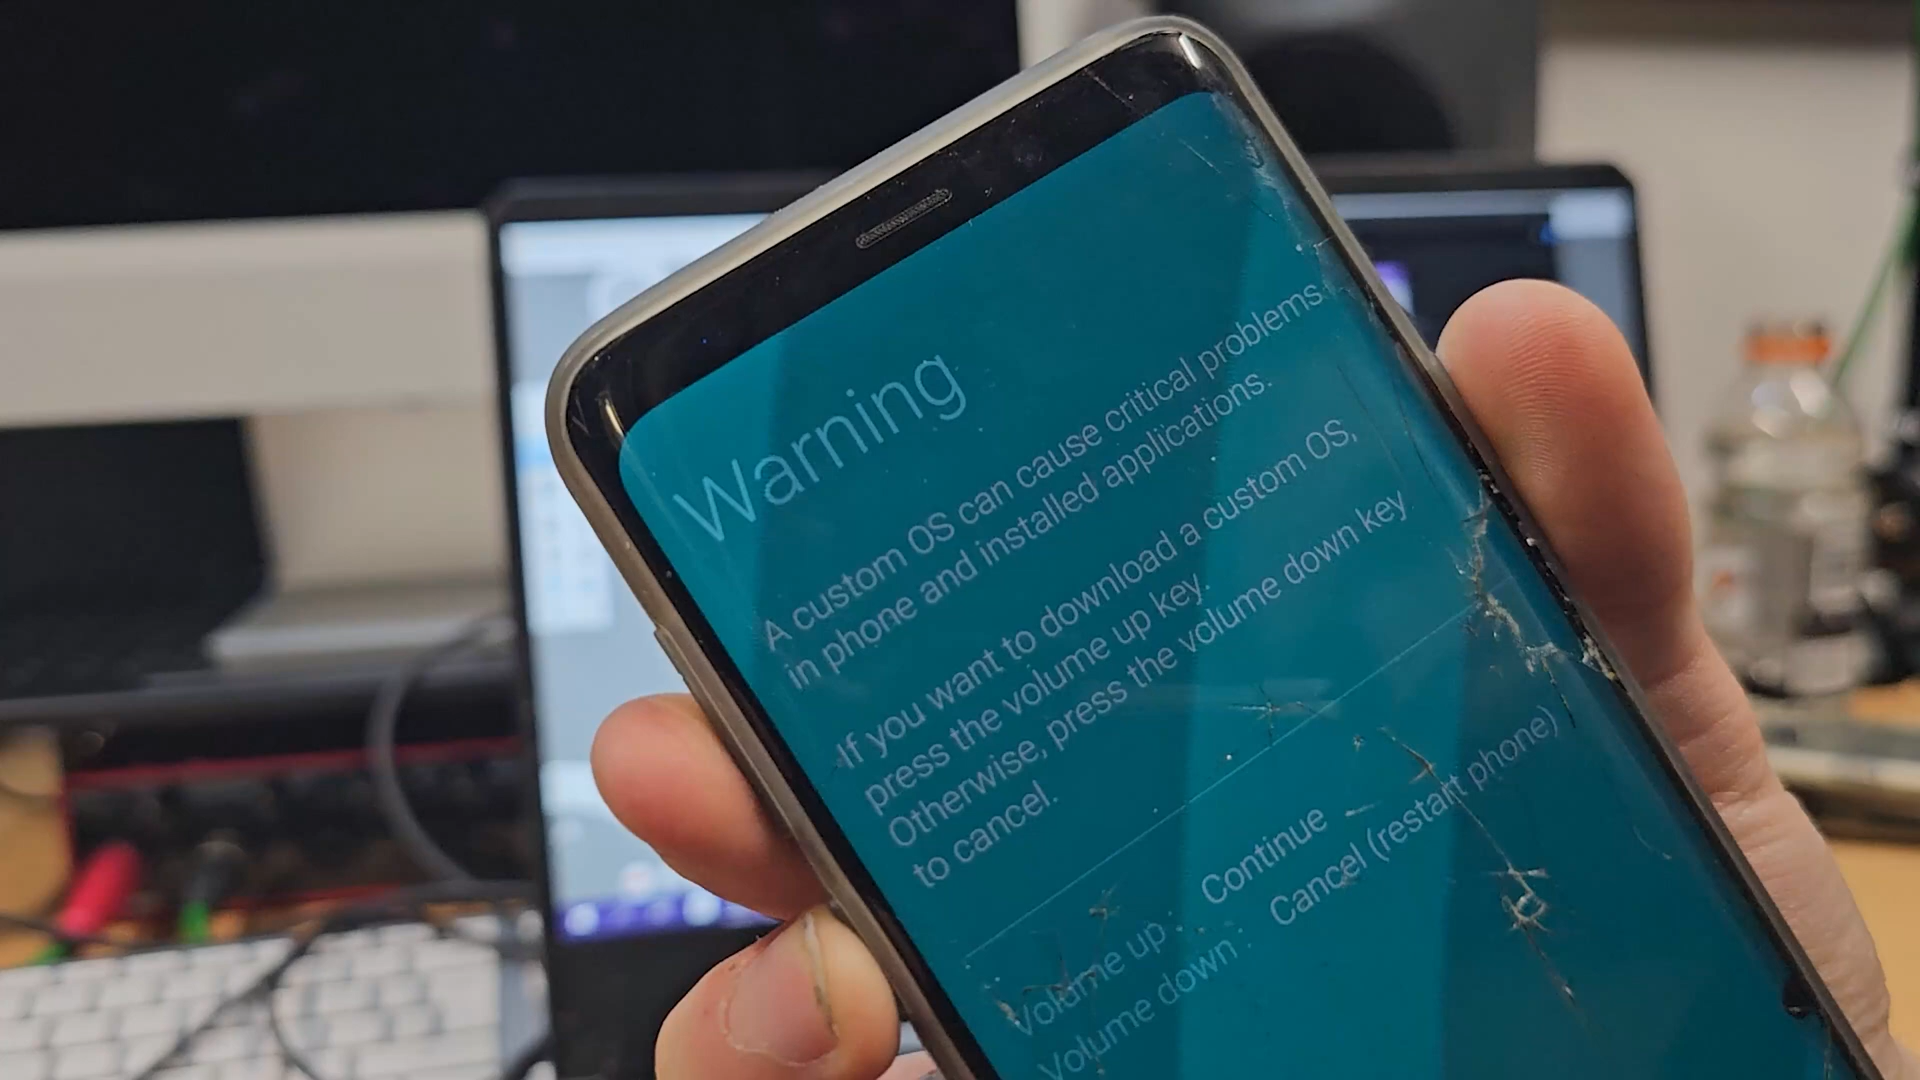 Warning
A custom OS can cause critical problems
in phone and installed applications.
If you want to download a custom OS,
press the volume up key.
Otherwise, press the volume down key
to cancel.
Volume up : Continue
Volume down : Cancel (restart phone)